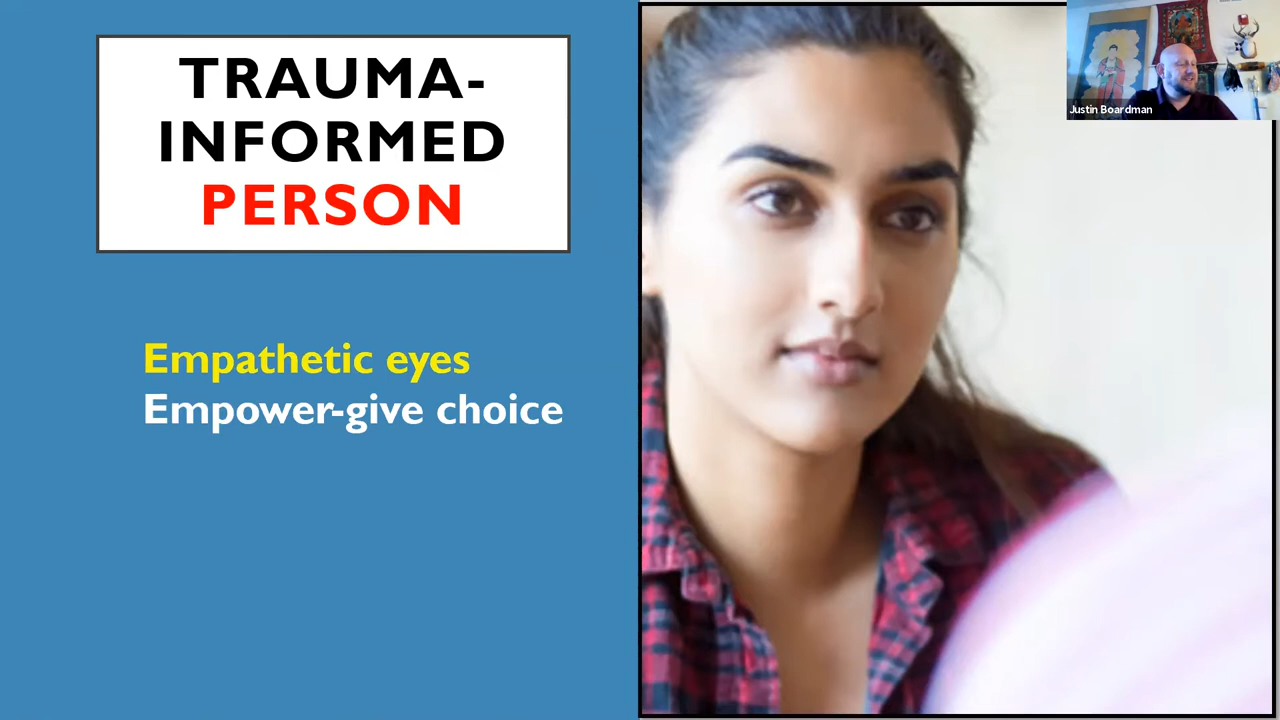 TRAUMA-
INFORMED
PERSON
Empathetic eyes
Empower-give choice
Justin Boardman